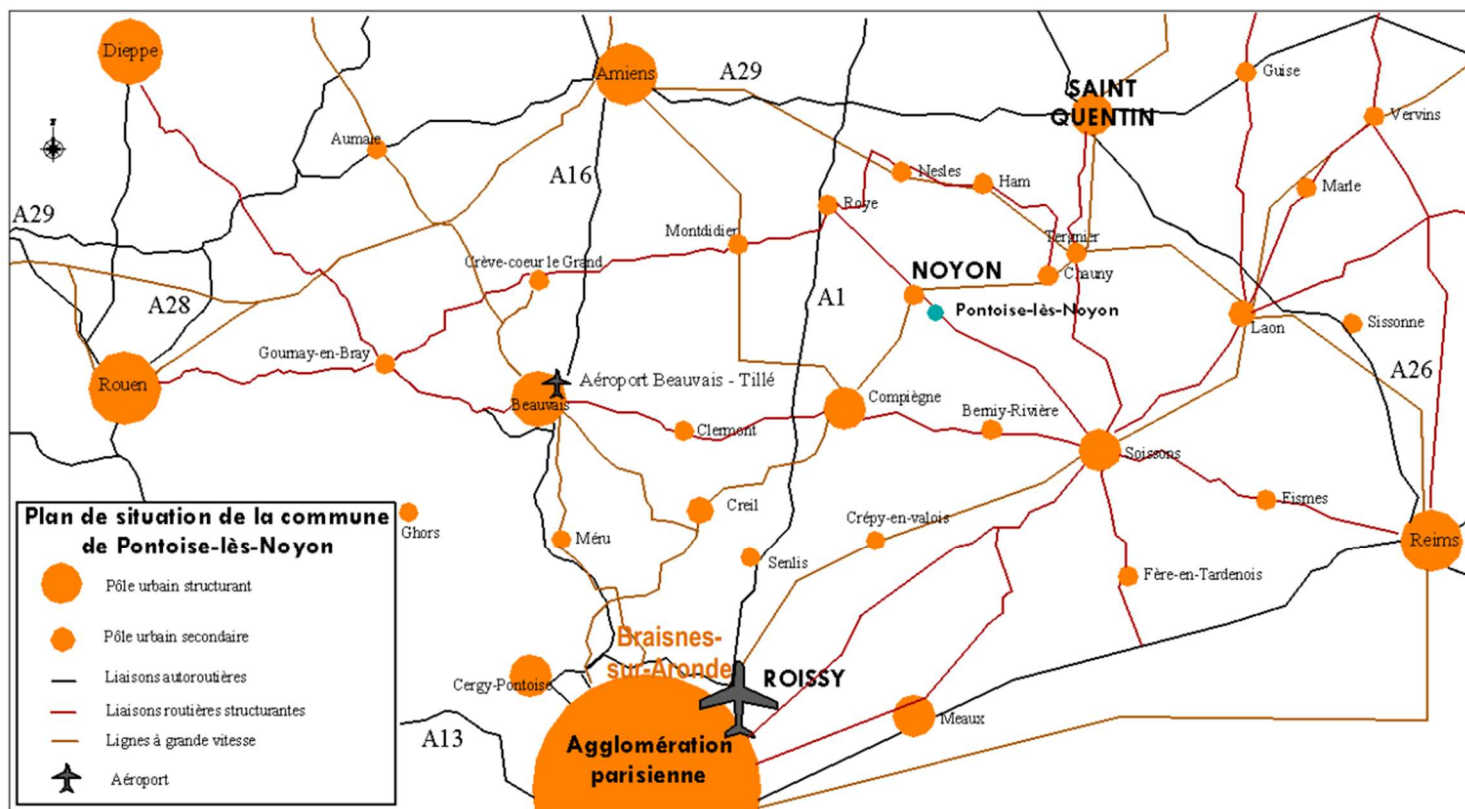 Dieppe
Amiens
A29
SAINT
QUENTIN
Guise
Vervins
Aumale
A16
Nesles
Ham
Marle
A29
Roye
Montdidier
Tergnier
Crève-coeur le Grand
NOYON
Chauny
A28
A1
Pontoise-lès-Noyon
Laon
Sissonne
Gournay-en-Bray
Rouen
Aéroport Beauvais - Tillé
A26
Beauvais
Compiègne
Berniy-Rivière
Clermont
Soissons
Plan de situation de la commune
de Pontoise-lès-Noyon
Ghors
Creil
Fismes
Crépy-en-valois
Méru
Senlis
Reims
Fère-en-Tardenois
Pôle urbain structurant
Pôle urbain secondaire
Braisnes-
sur-Aronde
Liaisons autoroutières
Cergy-Pontoise
ROISSY
Liaisons routières structurantes
Meaux
Lignes à grande vitesse
A13
Agglomération
parisienne
Aéroport